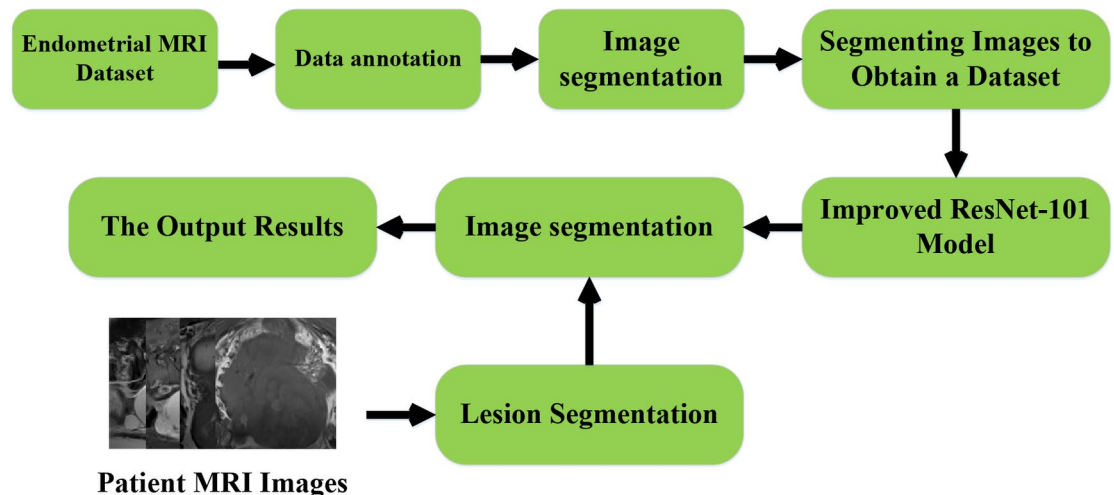 Endometrial MRI
Dataset
Data annotation
Image
segmentation
Segmenting Images to
Obtain a Dataset
Improved ResNet-101
Model
Image segmentation
The Output Results
Lesion Segmentation
Patient MRI Images